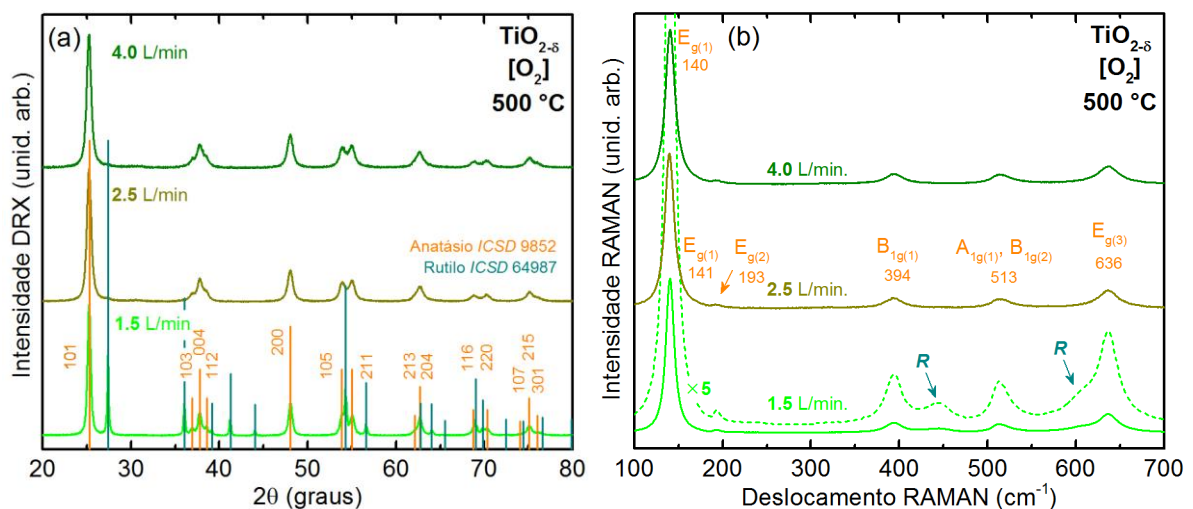 (a)
TiO2-δ
[O2]
500 °C
4.0 L/min
2.5 L/min
Anatásio ICSD 9852
Rutilo ICSD 64987
1.5 L/min
101
103
004
112
200
105
211
213
204
116
220
107
215
301
20 30 40 50 60 70 80
2θ (graus)
Intensidade DRX (unid. arb.)
(b)
TiO2-δ
[O2]
500 °C
Eg(1)
140
4.0 L/min.
Eg(1)
141
Eg(2)
193
B1g(1)
394
A1g(1), B1g(2)
513
Eg(3)
636
2.5 L/min.
R
R
×5
1.5 L/min.
100 200 300 400 500 600 700
Deslocamento RAMAN (cm-1)
Intensidade RAMAN (unid. arb.)